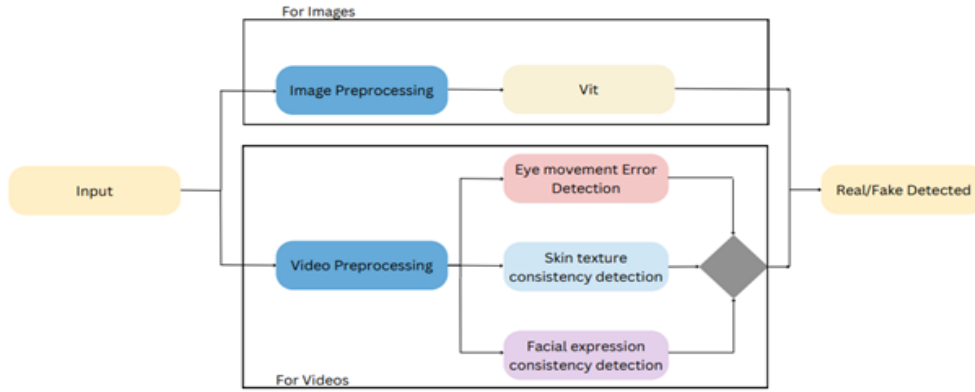 For Images
Image Preprocessing
Vit
Input
Eye movement Error
Detection
Real/Fake Detected
Video Preprocessing
Skin texture
consistency detection
Facial expression
consistency detection
For Videos